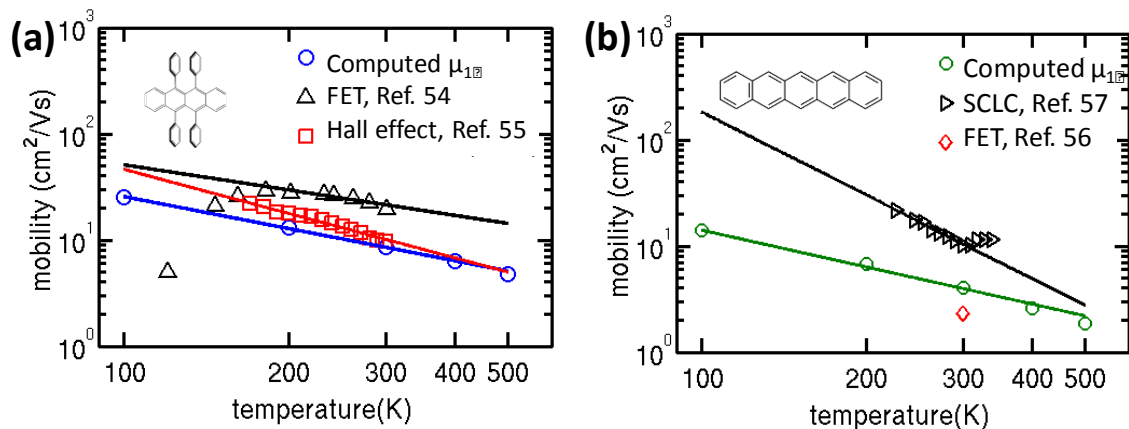 (a)
Computed μ₁
FET, Ref. 54
Hall effect, Ref. 55
mobility (cm²/Vs)
10³
10²
10¹
10⁰
100 200 300 400 500
temperature(K)
(b)
Computed μ₁
SCLC, Ref. 57
FET, Ref. 56
mobility (cm²/Vs)
10³
10²
10¹
10⁰
100 200 300 400 500
temperature(K)